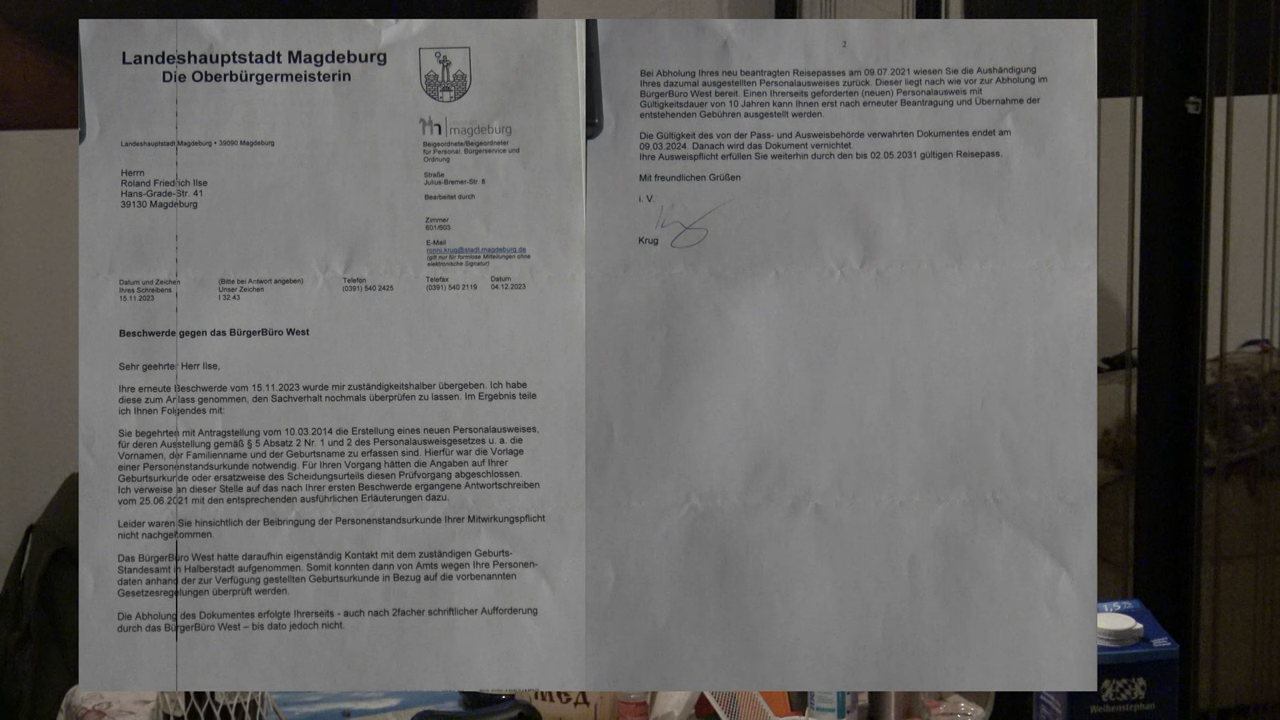 Landeshauptstadt Magdeburg
Die Oberbürgermeisterin
magdeburg
Landeshauptstadt Magdeburg • 39090 Magdeburg
Herrn
Roland Friedrich Ilse
Hans-Grade-Str. 41
39130 Magdeburg
Beigeordnete/Beigeordneter
für Personal, Bürgerservice und
Ordnung
Straße
Julius-Bremer-Str. 8
Bearbeitet durch
Zimmer
601/603
E-Mail
ronni.krug@stadt.magdeburg.de
(gilt nur für formlose Mitteilungen ohne
elektronische Signatur)
Datum und Zeichen
Ihres Schreibens
15.11.2023
(Bitte bei Antwort angeben)
Unser Zeichen
I 32.43
Telefon
(0391) 540 2425
Telefax
(0391) 540 2119
Datum
04.12.2023
Beschwerde gegen das BürgerBüro West
Sehr geehrter Herr Ilse,
Ihre erneute Beschwerde vom 15.11.2023 wurde mir zuständigkeitshalber übergeben. Ich habe
diese zum Anlass genommen, den Sachverhalt nochmals überprüfen zu lassen. Im Ergebnis teile
ich Ihnen Folgendes mit:
Sie begehrten mit Antragstellung vom 10.03.2014 die Erstellung eines neuen Personalausweises,
für deren Ausstellung gemäß § 5 Absatz 2 Nr. 1 und 2 des Personalausweisgesetzes u. a. die
Vornamen, der Familienname und der Geburtsname zu erfassen sind. Hierfür war die Vorlage
einer Personenstandsurkunde notwendig. Für Ihren Vorgang hätten die Angaben auf Ihrer
Geburtsurkunde oder ersatzweise des Scheidungsurteils diesen Prüfvorgang abgeschlossen.
Ich verweise an dieser Stelle auf das nach Ihrer ersten Beschwerde ergangene Antwortschreiben
vom 25.06.2021 mit den entsprechenden ausführlichen Erläuterungen dazu.
Leider waren Sie hinsichtlich der Beibringung der Personenstandsurkunde Ihrer Mitwirkungspflicht
nicht nachgekommen.
Das BürgerBüro West hatte daraufhin eigenständig Kontakt mit dem zuständigen Geburts-
Standesamt in Halberstadt aufgenommen. Somit konnten dann von Amts wegen Ihre Personen-
daten anhand der zur Verfügung gestellten Geburtsurkunde in Bezug auf die vorbenannten
Gesetzesregelungen überprüft werden.
Die Abholung des Dokumentes erfolgte Ihrerseits - auch nach 2facher schriftlicher Aufforderung
durch das BürgerBüro West – bis dato jedoch nicht.
2
Bei Abholung Ihres neu beantragten Reisepasses am 09.07.2021 wiesen Sie die Aushändigung
Ihres dazumal ausgestellten Personalausweises zurück. Dieser liegt nach wie vor zur Abholung im
BürgerBüro West bereit. Einen Ihrerseits geforderten (neuen) Personalausweis mit
Gültigkeitsdauer von 10 Jahren kann Ihnen erst nach erneuter Beantragung und Übernahme der
entstehenden Gebühren ausgestellt werden.
Die Gültigkeit des von der Pass- und Ausweisbehörde verwahrten Dokumentes endet am
09.03.2024. Danach wird das Dokument vernichtet.
Ihre Ausweispflicht erfüllen Sie weiterhin durch den bis 02.05.2031 gültigen Reisepass.
Mit freundlichen Grüßen
i. V.
Krug
МЕД
1,5
Weihenstephan